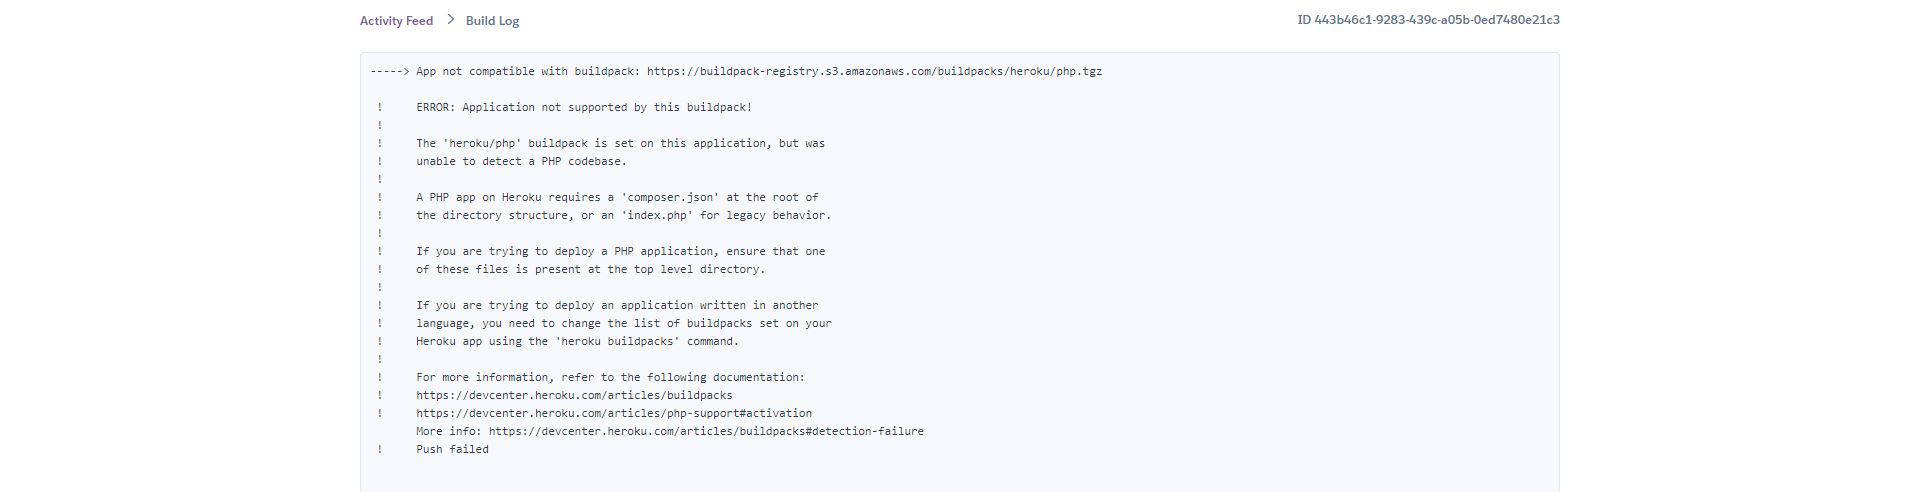 Activity Feed > Build Log
ID 443b46c1-9283-439c-a05b-0ed7480e21c3
-----> App not compatible with buildpack: https://buildpack-registry.s3.amazonaws.com/buildpacks/heroku/php.tgz
! ERROR: Application not supported by this buildpack!
!
! The 'heroku/php' buildpack is set on this application, but was
! unable to detect a PHP codebase.
!
! A PHP app on Heroku requires a 'composer.json' at the root of
! the directory structure, or an 'index.php' for legacy behavior.
!
! If you are trying to deploy a PHP application, ensure that one
! of these files is present at the top level directory.
!
! If you are trying to deploy an application written in another
! language, you need to change the list of buildpacks set on your
! Heroku app using the 'heroku buildpacks' command.
!
! For more information, refer to the following documentation:
! https://devcenter.heroku.com/articles/buildpacks
! https://devcenter.heroku.com/articles/php-support#activation
More info: https://devcenter.heroku.com/articles/buildpacks#detection-failure
! Push failed